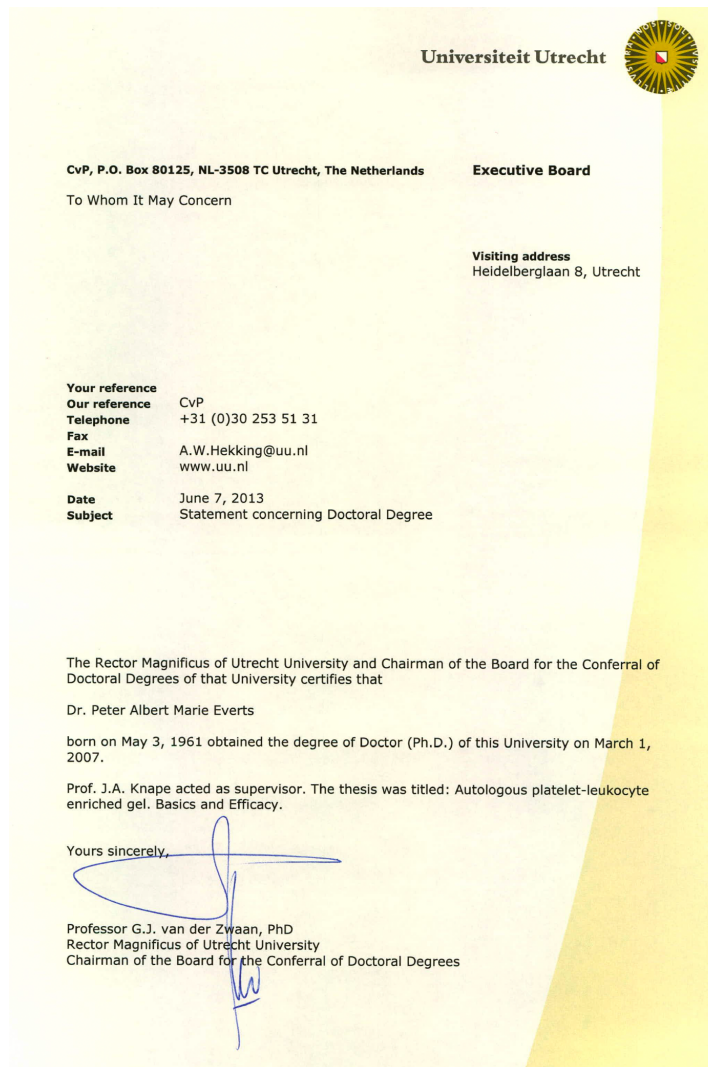 Universiteit Utrecht
CvP, P.O. Box 80125, NL-3508 TC Utrecht, The Netherlands
Executive Board
To Whom It May Concern
Visiting address
Heidelberglaan 8, Utrecht
Your reference
Our reference CvP
Telephone +31 (0)30 253 51 31
Fax
E-mail A.W.Hekking@uu.nl
Website www.uu.nl
Date June 7, 2013
Subject Statement concerning Doctoral Degree
The Rector Magnificus of Utrecht University and Chairman of the Board for the Conferral of
Doctoral Degrees of that University certifies that
Dr. Peter Albert Marie Everts
born on May 3, 1961 obtained the degree of Doctor (Ph.D.) of this University on March 1,
2007.
Prof. J.A. Knape acted as supervisor. The thesis was titled: Autologous platelet-leukocyte
enriched gel. Basics and Efficacy.
Yours sincerely,
Professor G.J. van der Zwaan, PhD
Rector Magnificus of Utrecht University
Chairman of the Board for the Conferral of Doctoral Degrees